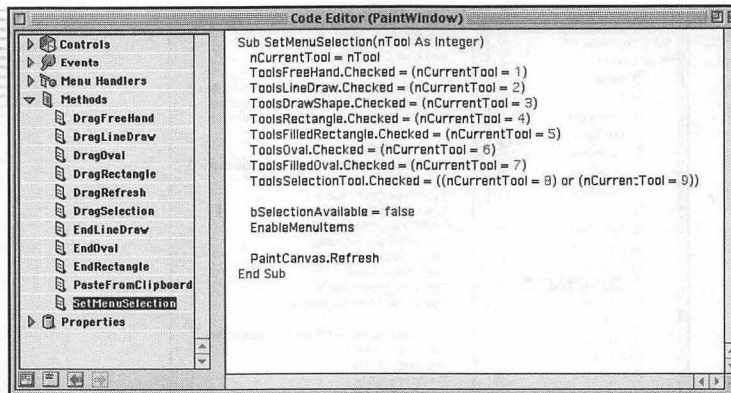 Code Editor (PaintWindow)
Controls
Events
Menu Handlers
Methods
DragFreeHand
DragLineDraw
DragOval
DragRectangle
DragRefresh
DragSelection
EndLineDraw
EndOval
EndRectangle
PasteFromClipboard
SetMenuSelection
Properties
Sub SetMenuSelection(nTool As Integer)
nCurrentTool = nTool
ToolsFreeHand.Checked = (nCurrentTool = 1)
ToolsLineDraw.Checked = (nCurrentTool = 2)
ToolsDrawShape.Checked = (nCurrentTool = 3)
ToolsRectangle.Checked = (nCurrentTool = 4)
ToolsFilledRectangle.Checked = (nCurrentTool = 5)
ToolsOval.Checked = (nCurrentTool = 6)
ToolsFilledOval.Checked = (nCurrentTool = 7)
ToolsSelectionTool.Checked = ((nCurrentTool = 8) or (nCurrentTool = 9))
bSelectionAvailable = false
EnableMenuItems
PaintCanvas.Refresh
End Sub